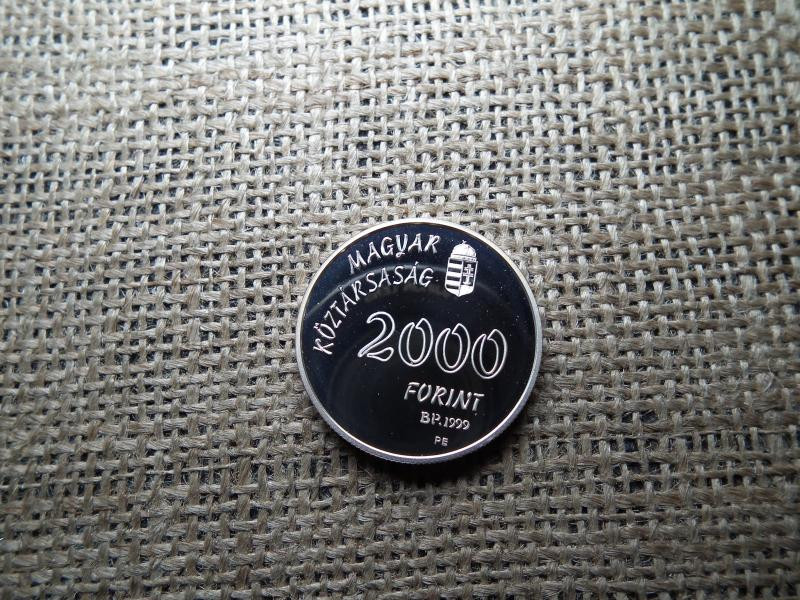 MAGYAR
KÖZTÁRSASÁG
2000
FORINT
BP.1999
PE